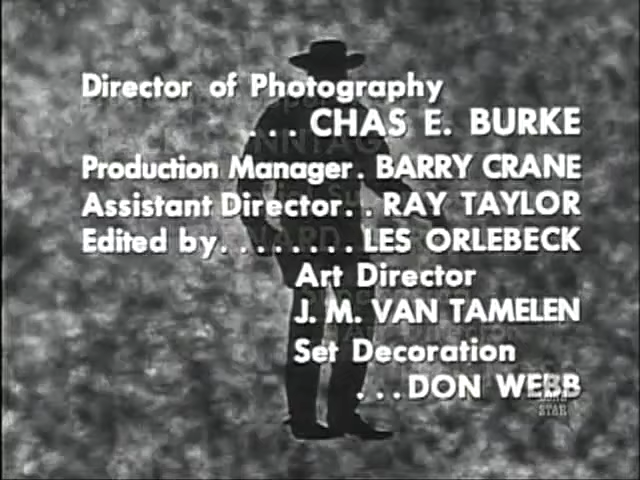 Director of Photography
... CHAS E. BURKE
Production Manager. BARRY CRANE
Assistant Director.. RAY TAYLOR
Edited by........ LES ORLEBECK
Art Director
J. M. VAN TAMELEN
Set Decoration
...DON WEBB
STAR